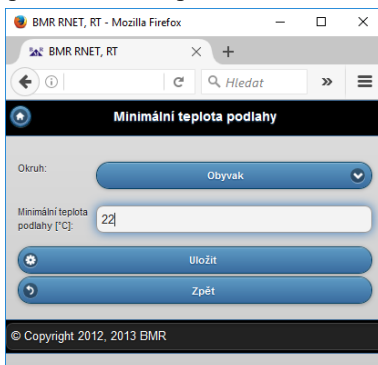 BMR RNET, RT - Mozilla Firefox
BMR RNET, RT
Hledat
Minimální teplota podlahy
Okruh:
Obyvak
Minimální teplota
podlahy [°C]:
22
Uložit
Zpět
© Copyright 2012, 2013 BMR